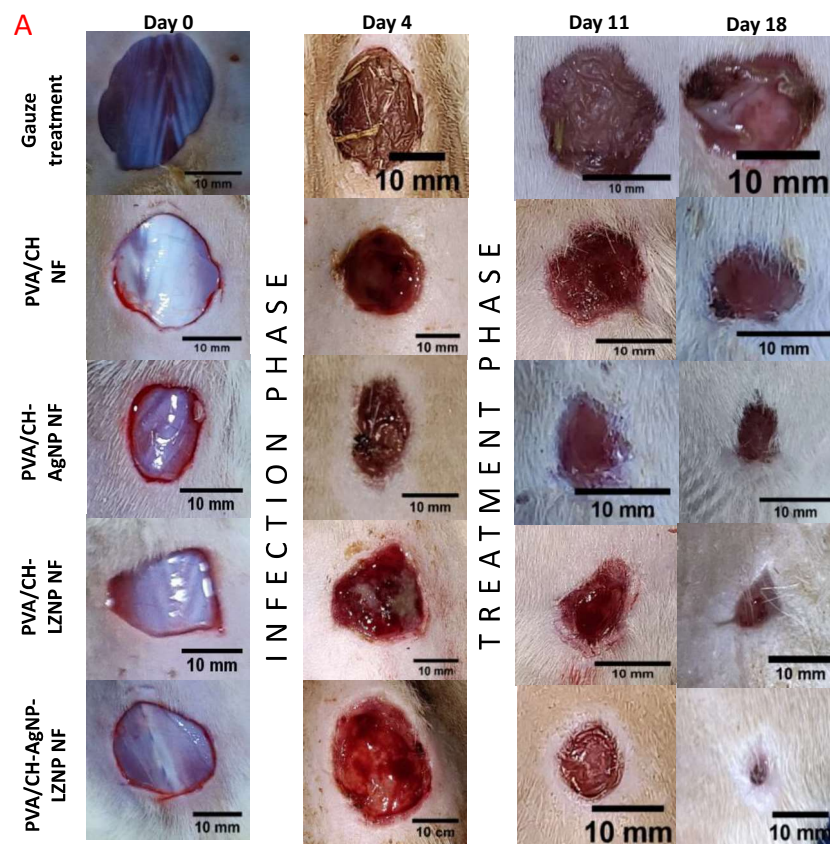 A
Day 0
Day 4
Day 11
Day 18
Gauze
treatment
10 mm
10 mm
10 mm
10 mm
PVA/CH
NF
10 mm
10 mm
10 mm
10 mm
PVA/CH-
AgNP NF
10 mm
10 mm
10 mm
10 mm
PVA/CH-
LZNP NF
10 mm
10 mm
10 mm
10 mm
PVA/CH-AgNP-
LZNP NF
10 mm
10 cm
10 mm
10 mm
INFECTION PHASE
TREATMENT PHASE